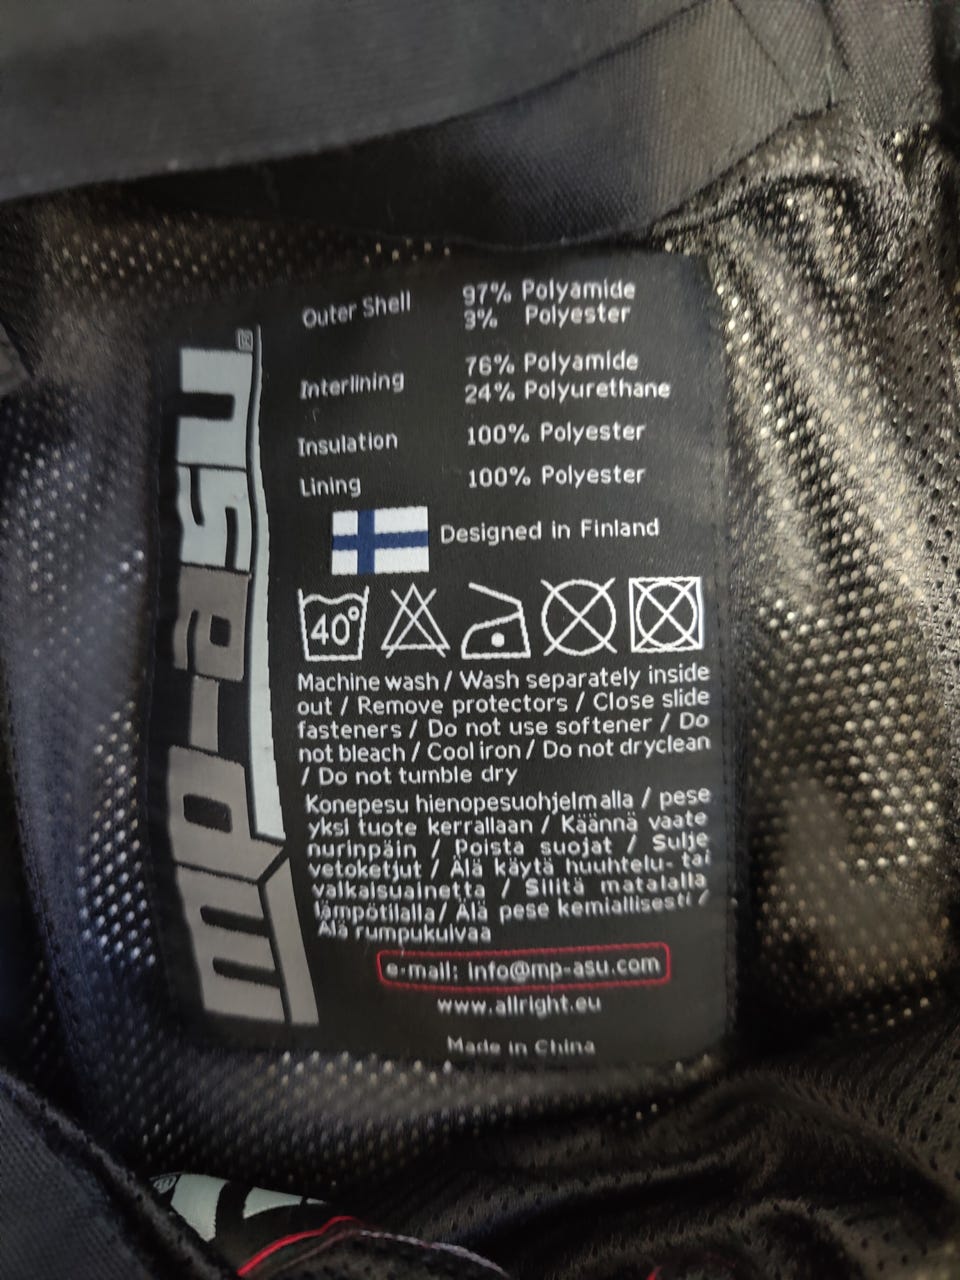 mp-asu®
Outer Shell 97% Polyamide
3% Polyester
Interlining 76% Polyamide
24% Polyurethane
Insulation 100% Polyester
Lining 100% Polyester
Designed in Finland
40°
Machine wash / Wash separately inside
out / Remove protectors / Close slide
fasteners / Do not use softener / Do
not bleach / Cool iron / Do not dryclean
/ Do not tumble dry
Konepesu hienopesuohjelmalla / pese
yksi tuote kerrallaan / Käännä vaate
nurinpäin / Poista suojat / Sulje
vetoketjut / Älä käytä huuhtelu- tai
valkaisuainetta / Silitä matalalla
lämpötilalla / Älä pese kemiallisesti /
Älä rumpukuivaa
e-mail: info@mp-asu.com
www.allright.eu
Made in China